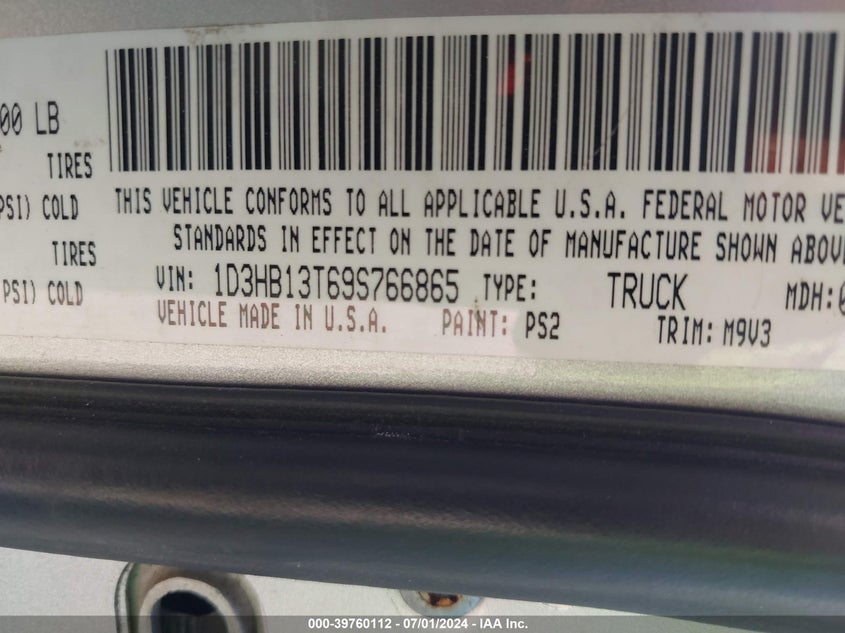 00 LB
TIRES
PSI) COLD
TIRES
PSI) COLD
THIS VEHICLE CONFORMS TO ALL APPLICABLE U.S.A. FEDERAL MOTOR VE
STANDARDS IN EFFECT ON THE DATE OF MANUFACTURE SHOWN ABOV
VIN: 1D3HB13T69S766865 TYPE: TRUCK MDH:0
VEHICLE MADE IN U.S.A. PAINT: PS2 TRIM: M9V3
000-39760112 - 07/01/2024 - IAA Inc.